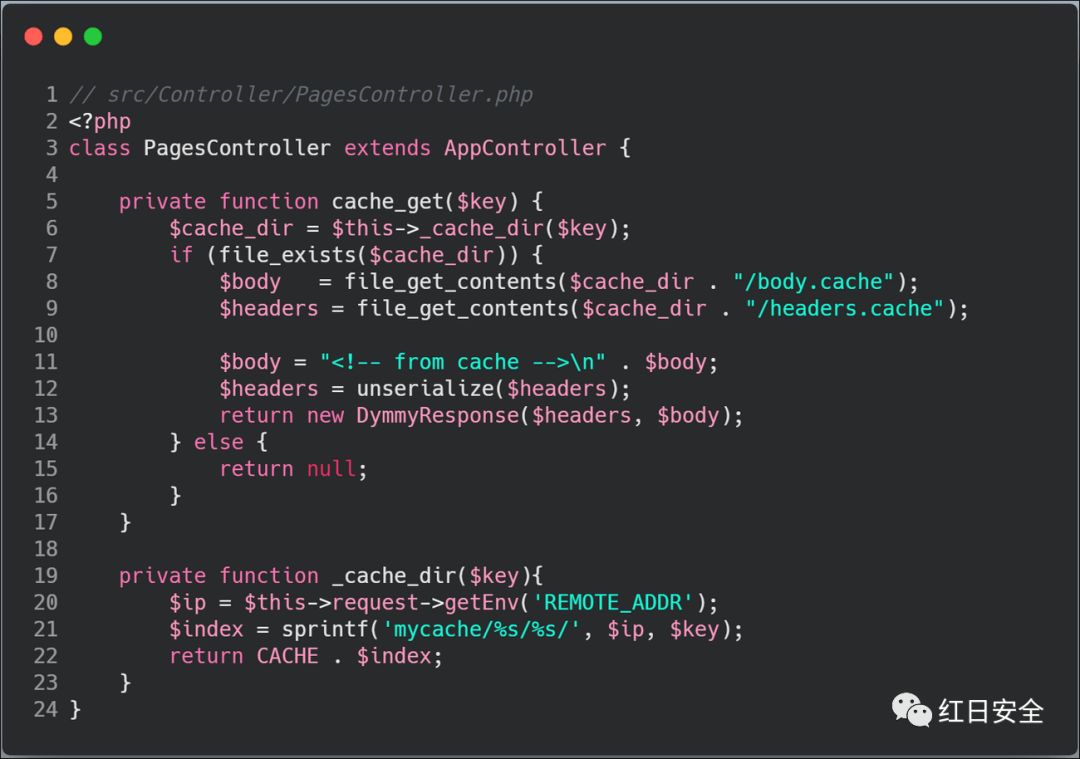 1 // src/Controller/PagesController.php
2 <?php
3 class PagesController extends AppController {
4
5     private function cache_get($key) {
6         $cache_dir = $this->_cache_dir($key);
7         if (file_exists($cache_dir)) {
8             $body   = file_get_contents($cache_dir . "/body.cache");
9             $headers = file_get_contents($cache_dir . "/headers.cache");
10
11             $body = "<!-- from cache -->\n" . $body;
12             $headers = unserialize($headers);
13             return new DymmyResponse($headers, $body);
14         } else {
15             return null;
16         }
17     }
18
19     private function _cache_dir($key){
20         $ip = $this->request->getEnv('REMOTE_ADDR');
21         $index = sprintf('mycache/%s/%s/', $ip, $key);
22         return CACHE . $index;
23     }
24 }
红日安全